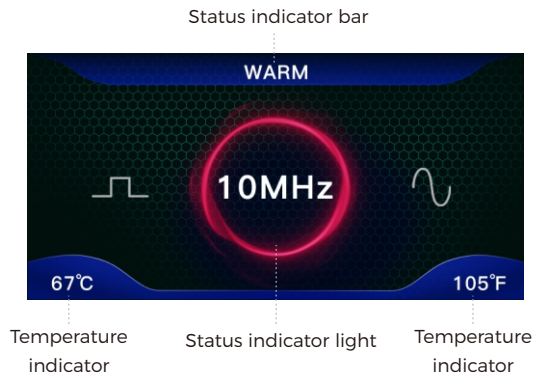 Status indicator bar
WARM
10MHz
67℃
105℉
Temperature
indicator
Status indicator light
Temperature
indicator